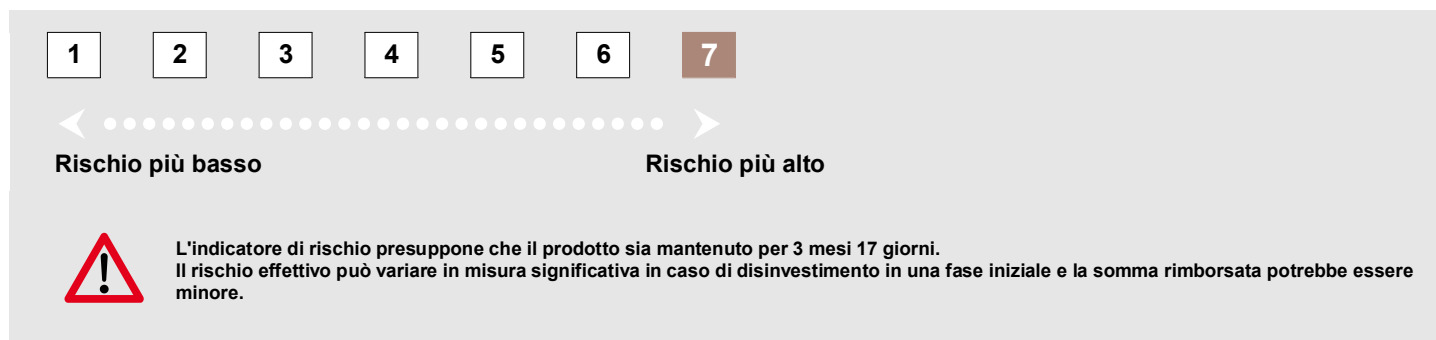 1 2 3 4 5 6 7
Rischio più basso Rischio più alto
L'indicatore di rischio presuppone che il prodotto sia mantenuto per 3 mesi 17 giorni.
Il rischio effettivo può variare in misura significativa in caso di disinvestimento in una fase iniziale e la somma rimborsata potrebbe essere
minore.